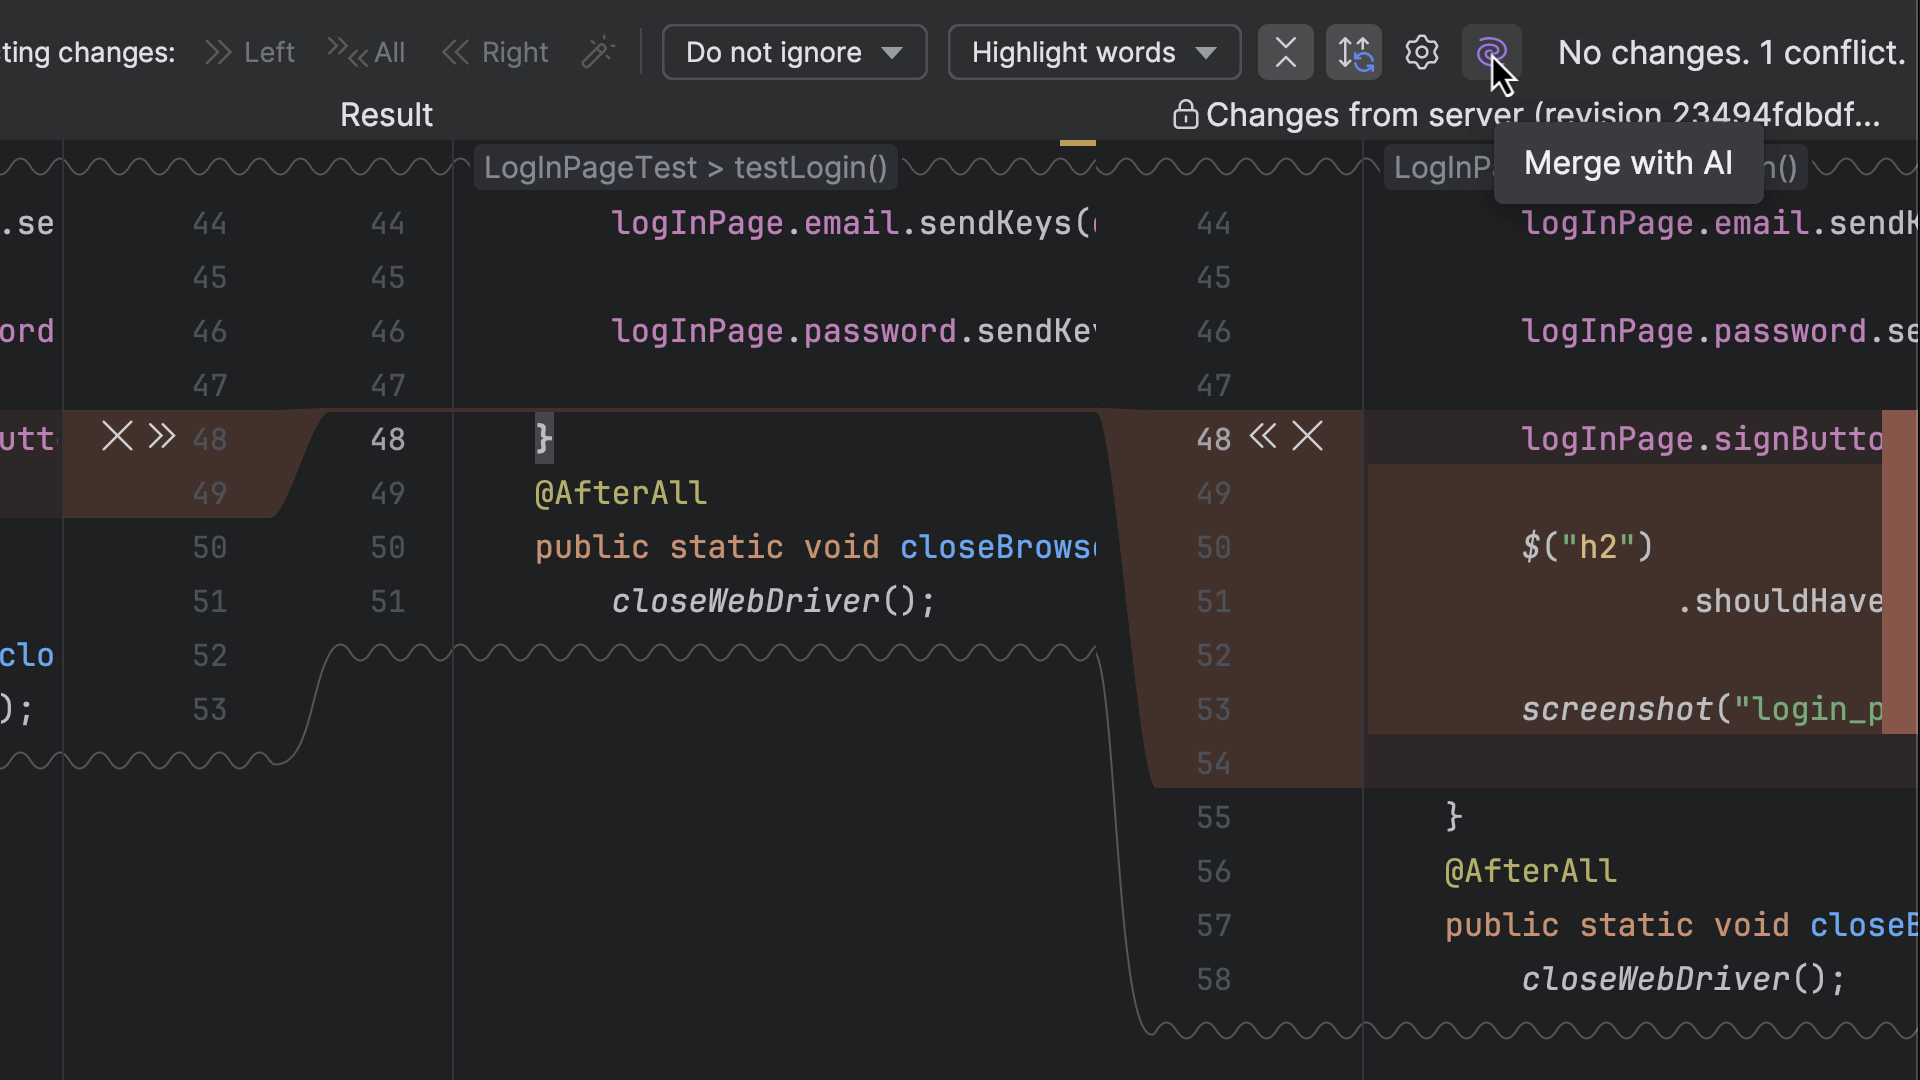 ting changes: Left All Right Do not ignore Highlight words No changes. 1 conflict.
Result
Changes from server (revision 23494fdbdf...
Merge with AI
.se
ord
utt
clo
);
44
45
46
47
48
49
50
51
52
53
LogInPageTest > testLogin()
44 logInPage.email.sendKeys(
45
46 logInPage.password.sendKey
47
48 }
49 @AfterAll
50 public static void closeBrowse
51 closeWebDriver();
LogInP n()
44 logInPage.email.sendK
45
46 logInPage.password.se
47
48 logInPage.signButto
49
50 $("h2")
51 .shouldHave
52
53 screenshot("login_p
54
55 }
56 @AfterAll
57 public static void closeB
58 closeWebDriver();